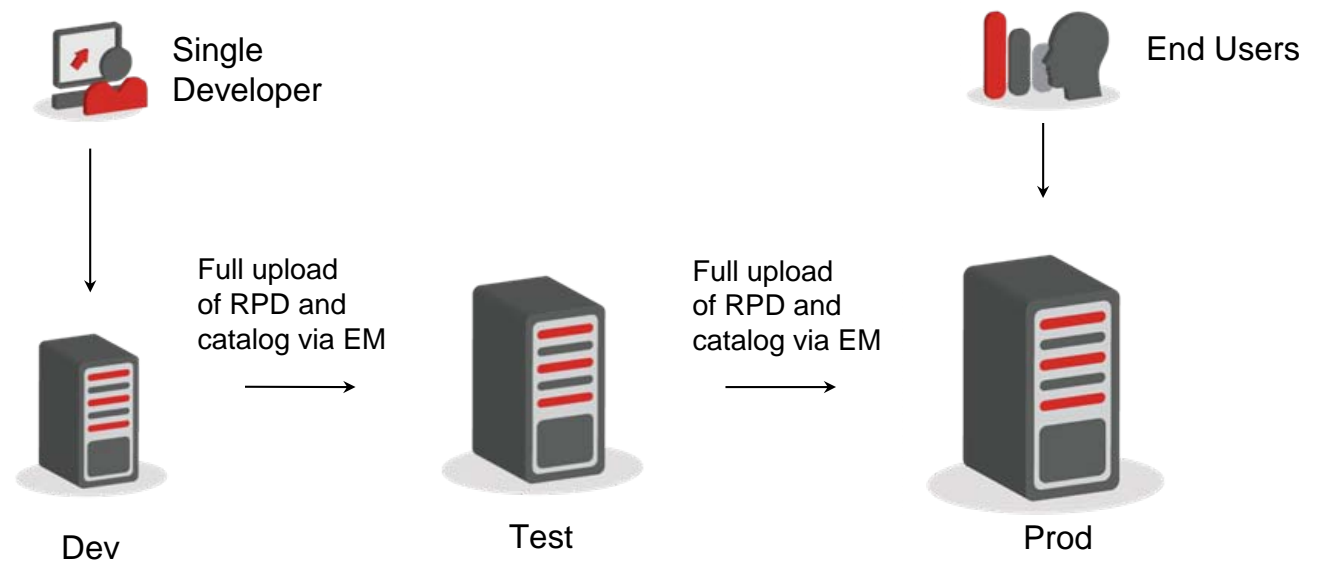 Single
Developer
End Users
Full upload
of RPD and
catalog via EM
Full upload
of RPD and
catalog via EM
Dev
Test
Prod